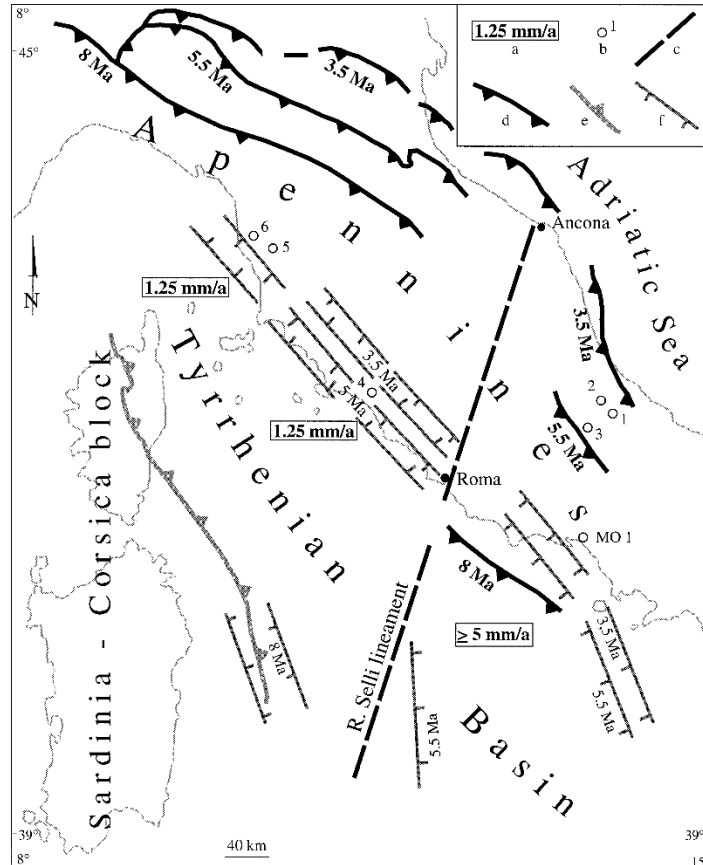 8°
45°
1.25 mm/a
1
a
b
c
d
e
f
8 Ma
5.5 Ma
3.5 Ma
Apennines
Adriatic Sea
Ancona
N
6
5
1.25 mm/a
3.5 Ma
4
5 Ma
1.25 mm/a
Tyrrhenian
Basin
3.5 Ma
2
1
3
5.5 Ma
Roma
MO 1
8 Ma
≥ 5 mm/a
3.5 Ma
5.5 Ma
Sardinia - Corsica block
8 Ma
R. Selli lineament
5.5 Ma
39°
8°
40 km
39°
15